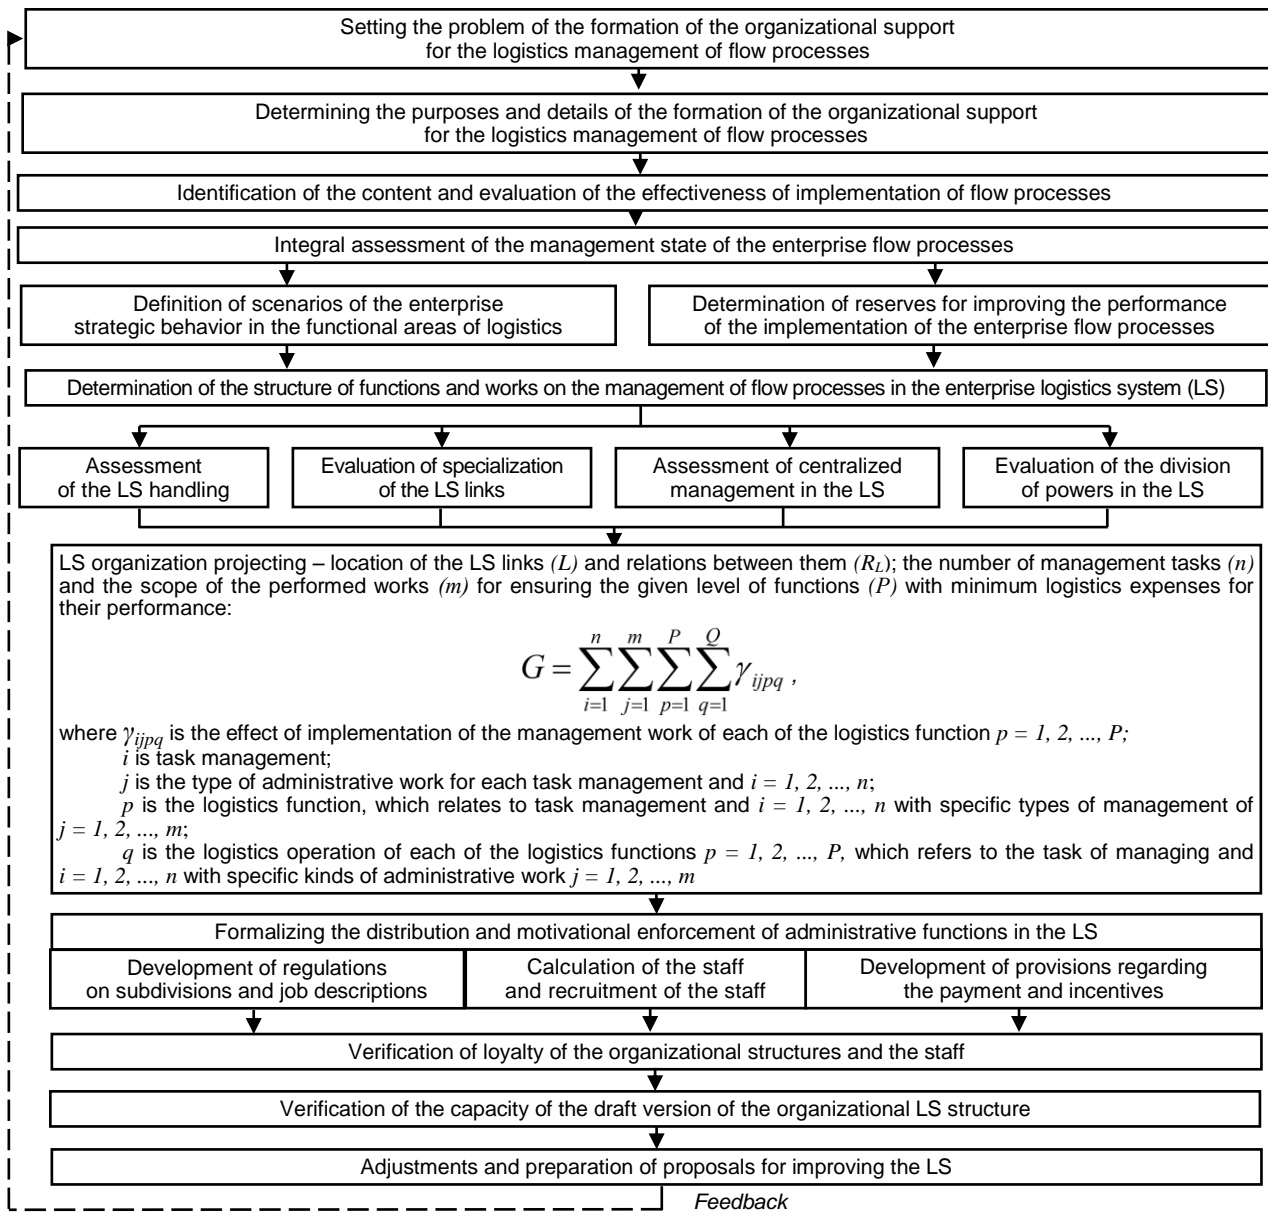 Setting the problem of the formation of the organizational support
for the logistics management of flow processes
Determining the purposes and details of the formation of the organizational support
for the logistics management of flow processes
Identification of the content and evaluation of the effectiveness of implementation of flow processes
Integral assessment of the management state of the enterprise flow processes
Definition of scenarios of the enterprise
strategic behavior in the functional areas of logistics
Determination of reserves for improving the performance
of the implementation of the enterprise flow processes
Determination of the structure of functions and works on the management of flow processes in the enterprise logistics system (LS)
Assessment
of the LS handling
Evaluation of specialization
of the LS links
Assessment of centralized
management in the LS
Evaluation of the division
of powers in the LS
LS organization projecting – location of the LS links (L) and relations between them (R_L); the number of management tasks (n)
and the scope of the performed works (m) for ensuring the given level of functions (P) with minimum logistics expenses for
their performance:
G = \sum_{i=1}^{n} \sum_{j=1}^{m} \sum_{p=1}^{P} \sum_{q=1}^{Q} γ_{ijpq} ,
where γ_{ijpq} is the effect of implementation of the management work of each of the logistics function p = 1, 2, ..., P;
i is task management;
j is the type of administrative work for each task management and i = 1, 2, ..., n;
p is the logistics function, which relates to task management and i = 1, 2, ..., n with specific types of management of
j = 1, 2, ..., m;
q is the logistics operation of each of the logistics functions p = 1, 2, ..., P, which refers to the task of managing and
i = 1, 2, ..., n with specific kinds of administrative work j = 1, 2, ..., m
Formalizing the distribution and motivational enforcement of administrative functions in the LS
Development of regulations
on subdivisions and job descriptions
Calculation of the staff
and recruitment of the staff
Development of provisions regarding
the payment and incentives
Verification of loyalty of the organizational structures and the staff
Verification of the capacity of the draft version of the organizational LS structure
Adjustments and preparation of proposals for improving the LS
Feedback